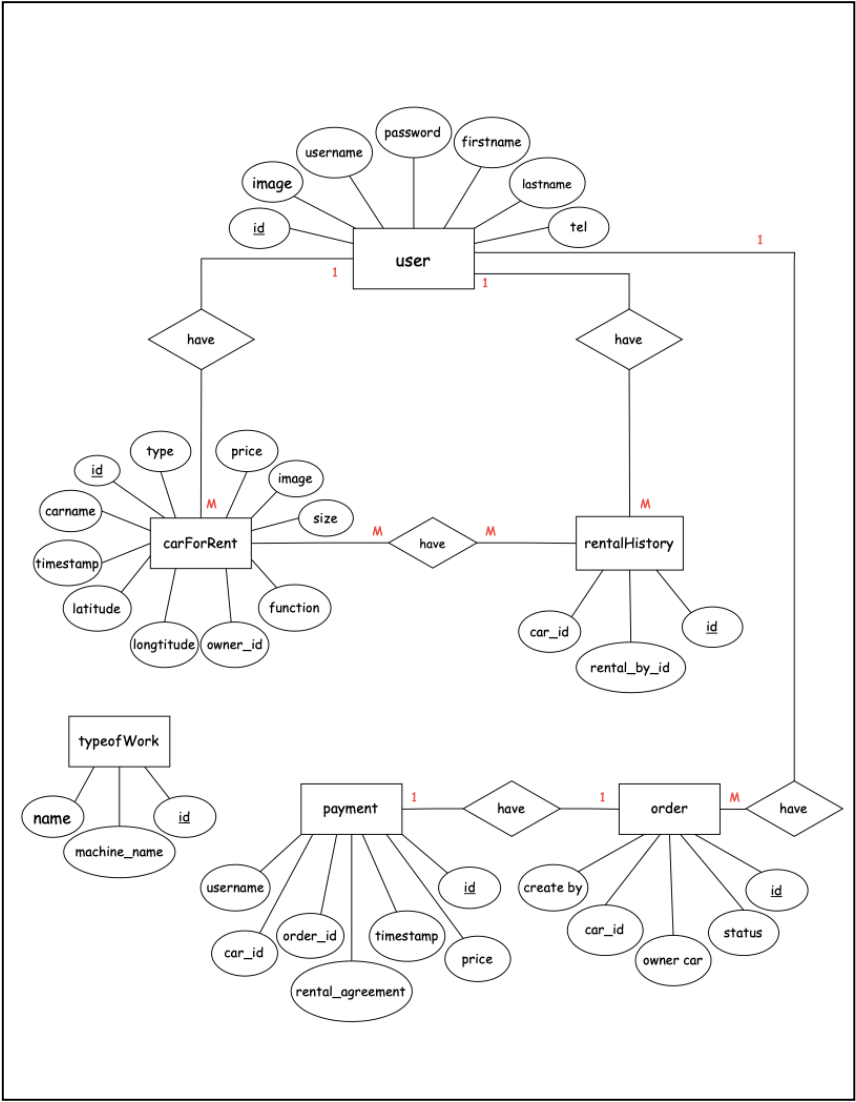 password
firstname
username
image
lastname
id
tel
user
1
1
1
have
have
type
price
id
image
carname
size
M
M
carForRent
M
have
M
rentalHistory
timestamp
latitude
function
longtitude
owner_id
car_id
id
rental_by_id
typeofWork
name
id
machine_name
payment
1
have
1
order
M
have
username
id
create by
id
car_id
order_id
timestamp
price
car_id
status
owner car
rental_agreement